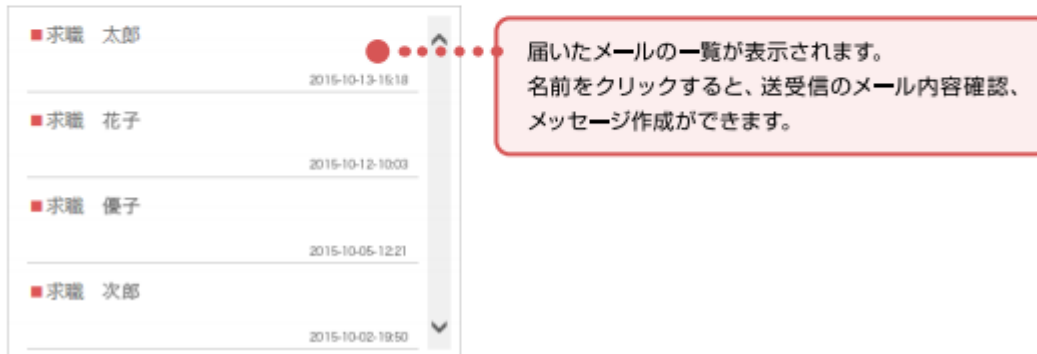 ■求職　太郎
2015-10-13-15:18
■求職　花子
2015-10-12-10:03
■求職　優子
2015-10-05-12:21
■求職　次郎
2015-10-02-19:50
届いたメールの一覧が表示されます。
名前をクリックすると、送受信のメール内容確認、
メッセージ作成ができます。